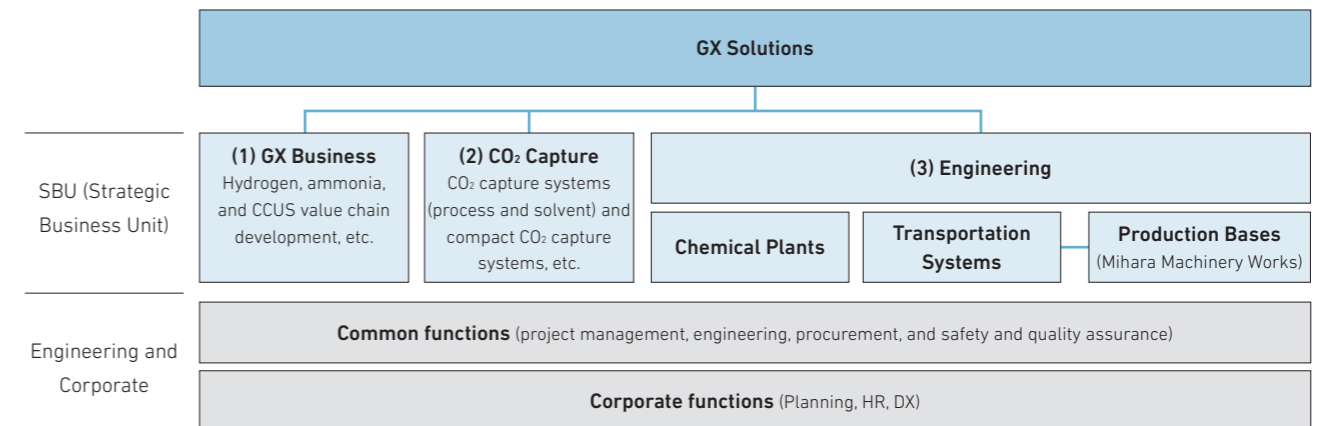 GX Solutions
SBU (Strategic
Business Unit)
(1) GX Business
Hydrogen, ammonia,
and CCUS value chain
development, etc.
(2) CO₂ Capture
CO₂ capture systems
(process and solvent) and
compact CO₂ capture
systems, etc.
(3) Engineering
Chemical Plants
Transportation
Systems
Production Bases
(Mihara Machinery Works)
Engineering and
Corporate
Common functions (project management, engineering, procurement, and safety and quality assurance)
Corporate functions (Planning, HR, DX)